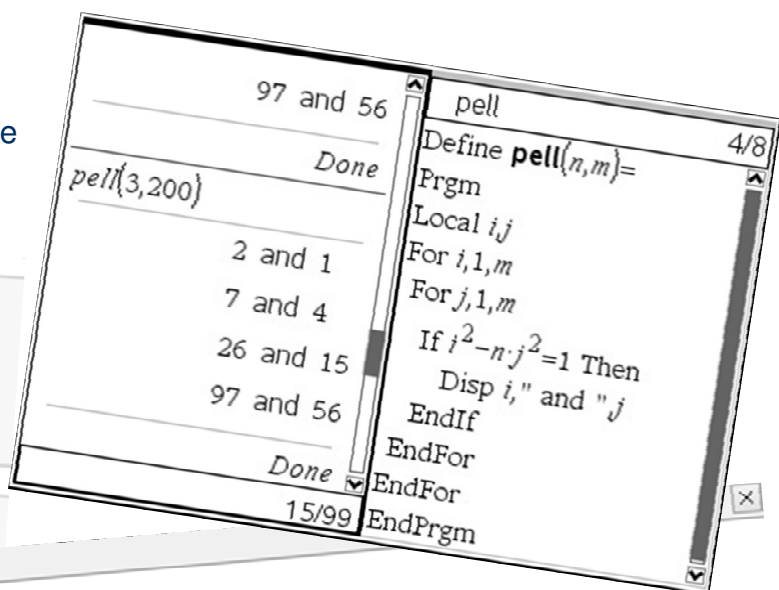 e
97 and 56
Done
pell(3,200)
2 and 1
7 and 4
26 and 15
97 and 56
Done
15/99
pell
4/8
Define pell(n,m)=
Prgm
Local i,j
For i,1,m
For j,1,m
If i²−n·j²=1 Then
Disp i," and ",j
EndIf
EndFor
EndFor
EndPrgm